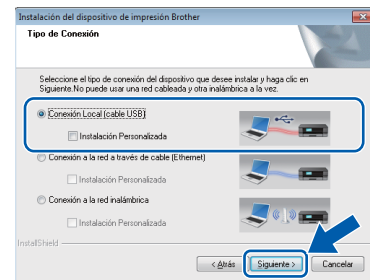 Instalación del dispositivo de impresión Brother
Tipo de Conexión
Seleccione el tipo de conexión del dispositivo que desee instalar y haga clic en
Siguiente.No puede usar una red cableada y otra inalámbrica a la vez.
Conexión Local (cable USB)
Instalación Personalizada
Conexión a la red a través de cable (Ethernet)
Instalación Personalizada
Conexión a la red inalámbrica
Instalación Personalizada
InstallShield
< Atrás Siguiente > Cancelar